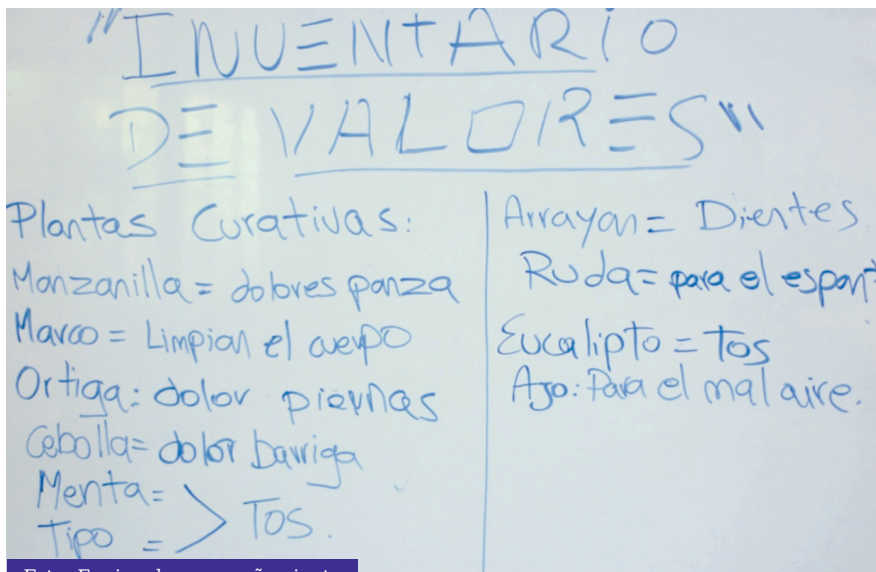 "INVENTARIO
DE VALORES"
Plantas Curativas:
Manzanilla = dolores panza
Marco = Limpian el cuerpo
Ortiga: dolor piernas
Cebolla = dolor barriga
Menta =
Tipo = > Tos.
Arrayan = Dientes
Ruda = para el espant
Eucalipto = Tos
Ajo: Para el mal aire.